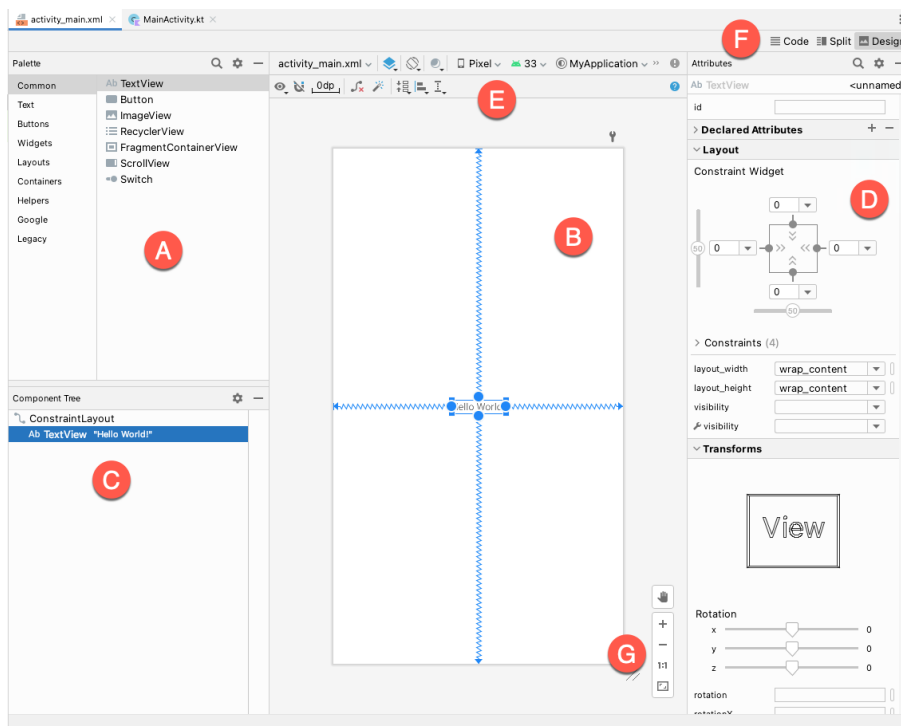 activity_main.xml MainActivity.kt
F Code Split Design
Palette activity_main.xml Pixel 33 MyApplication Attributes
Common Ab TextView 0dp E Ab TextView <unnamed
Text Button id
Buttons ImageView Declared Attributes
Widgets RecyclerView Layout
Layouts FragmentContainerView
Containers ScrollView Constraint Widget
Helpers Switch
Google
Legacy
A
B
D
0
50 0 0
0
50
Constraints (4)
layout_width wrap_content
layout_height wrap_content
visibility
visibility
Component Tree
ConstraintLayout
Ab TextView "Hello World!"
C
Hello World
Transforms
View
G
1:1
Rotation
x 0
y 0
z 0
rotation
rotationX